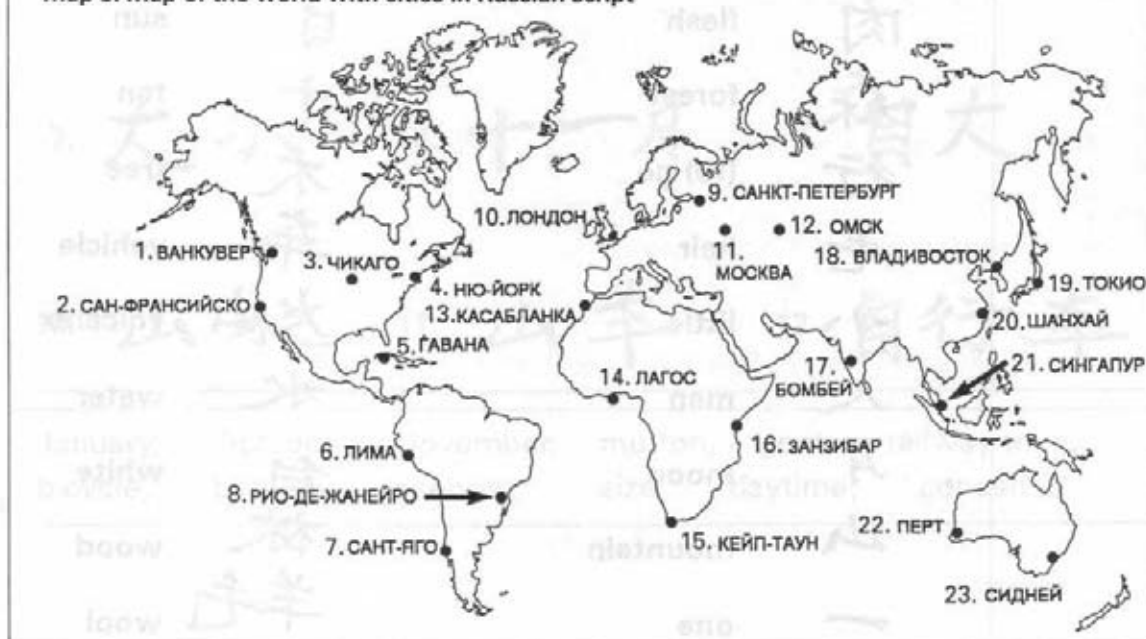 Map of the world with cities in Russian script
1. ВАНКУВЕР
2. САН-ФРАНСИЙСКО
3. ЧИКАГО
4. НЮ-ЙОРК
5. ГАВАНА
6. ЛИМА
7. САНТ-ЯГО
8. РИО-ДЕ-ЖАНЕЙРО
9. САНКТ-ПЕТЕРБУРГ
10. ЛОНДОН
11.
МОСКВА
12. ОМСК
13. КАСАБЛАНКА
14. ЛАГОС
15. КЕЙП-ТАУН
16. ЗАНЗИБАР
17.
БОМБЕЙ
18. ВЛАДИВОСТОК
19. ТОКИО
20. ШАНХАЙ
21. СИНГАПУР
22. ПЕРТ
23. СИДНЕЙ